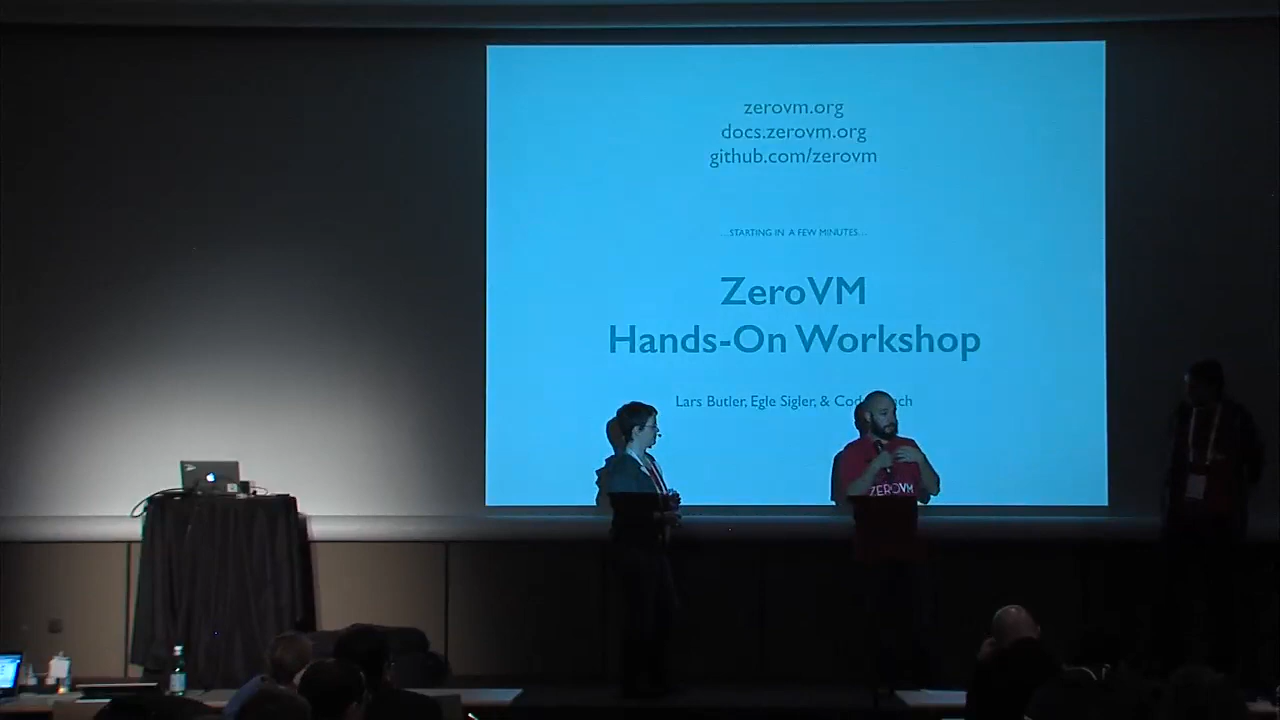 zerovm.org
docs.zerovm.org
github.com/zerovm
...STARTING IN A FEW MINUTES...
ZeroVM
Hands-On Workshop
Lars Butler, Egle Sigler, &
ZEROVM